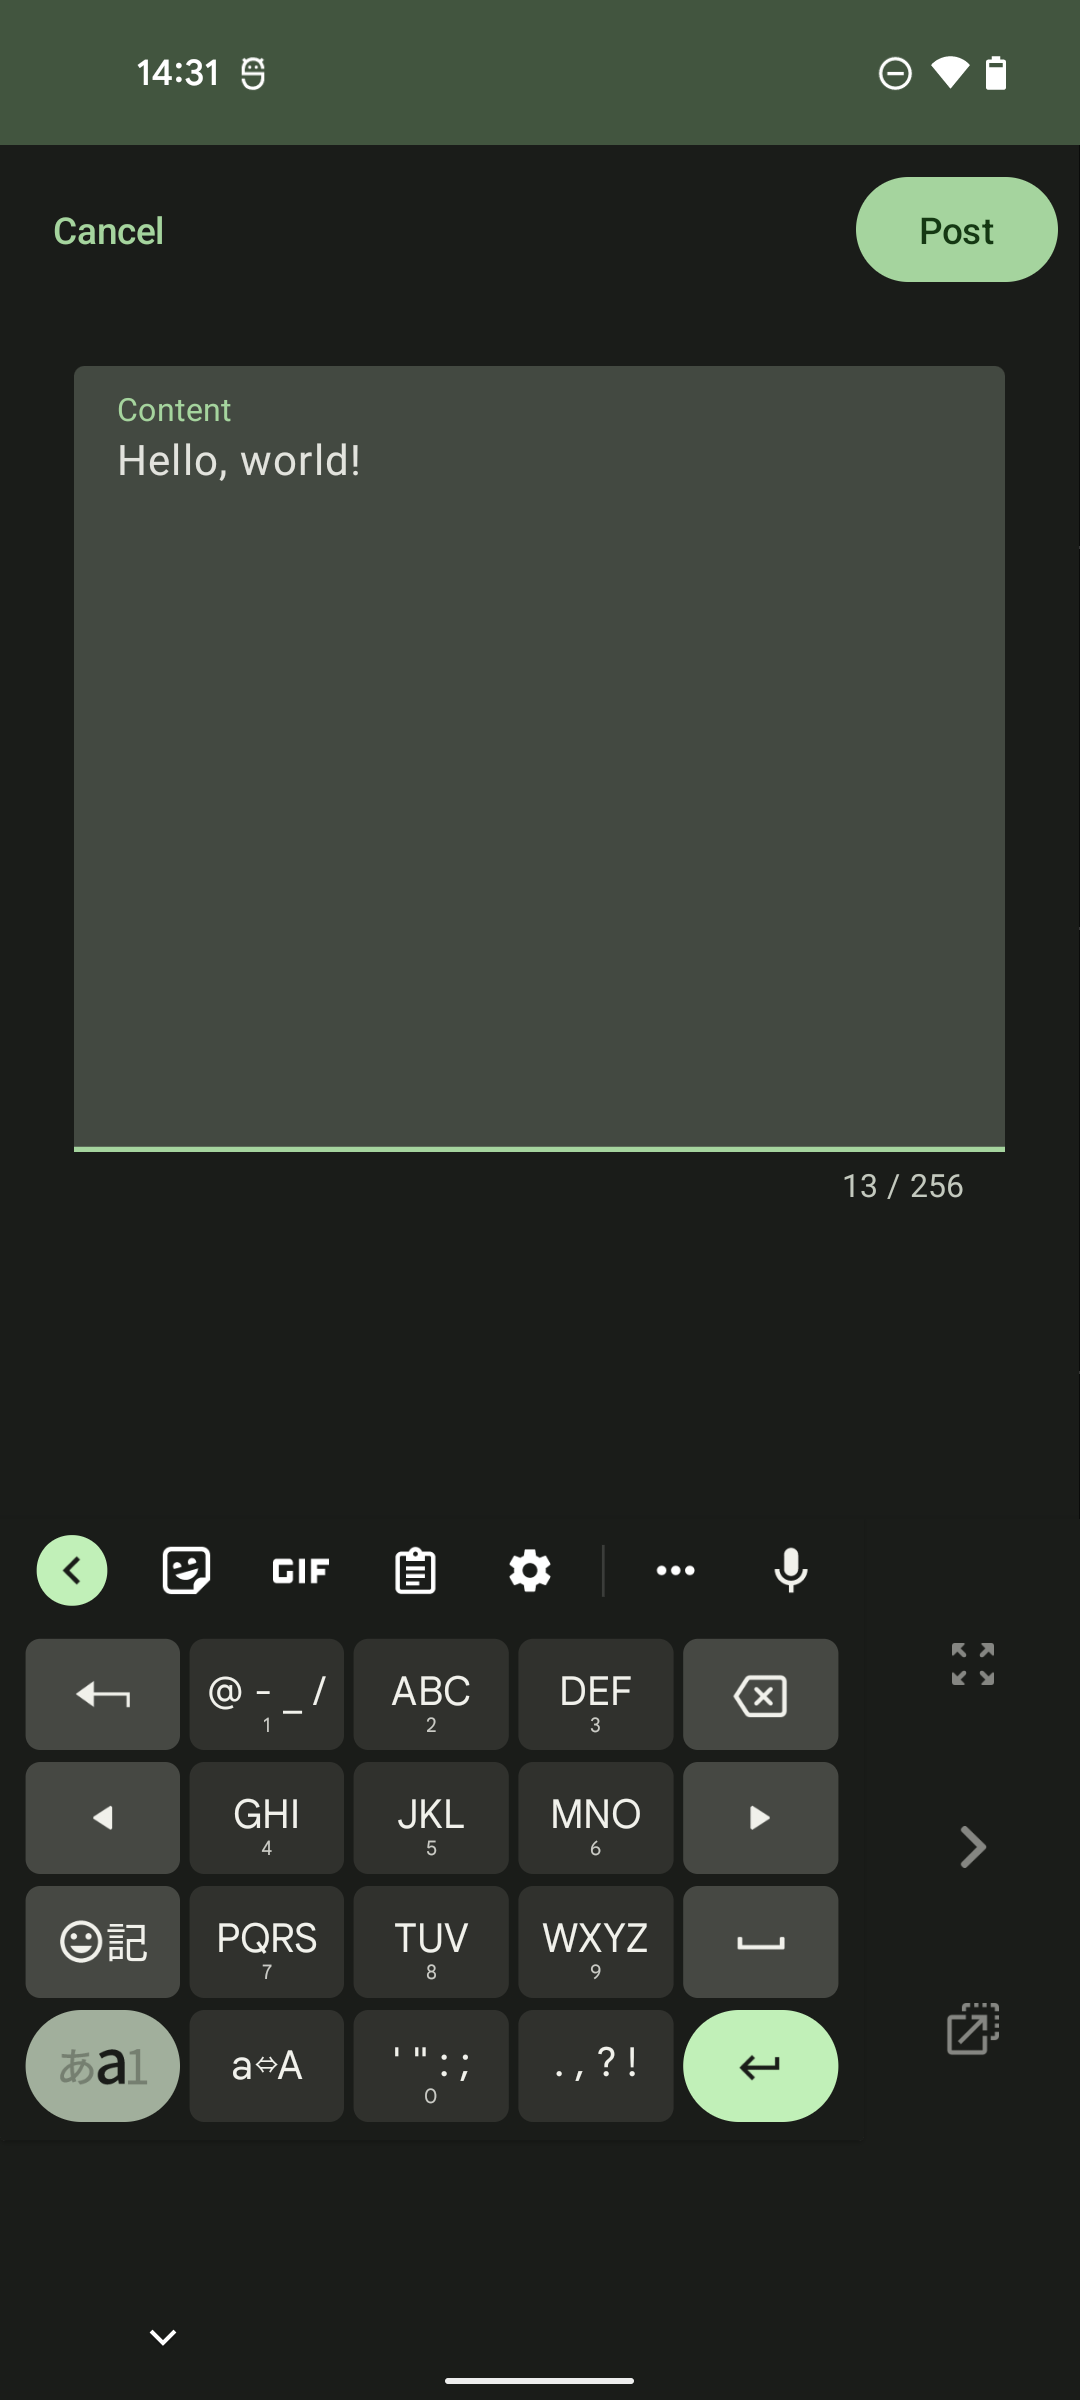 14:31
Cancel
Post
Content
Hello, world!
13 / 256
GIF
@ - _ /
1
ABC
2
DEF
3
GHI
4
JKL
5
MNO
6
記
PQRS
7
TUV
8
WXYZ
9
あa1
a⇔A
' " : ;
0
. , ? !